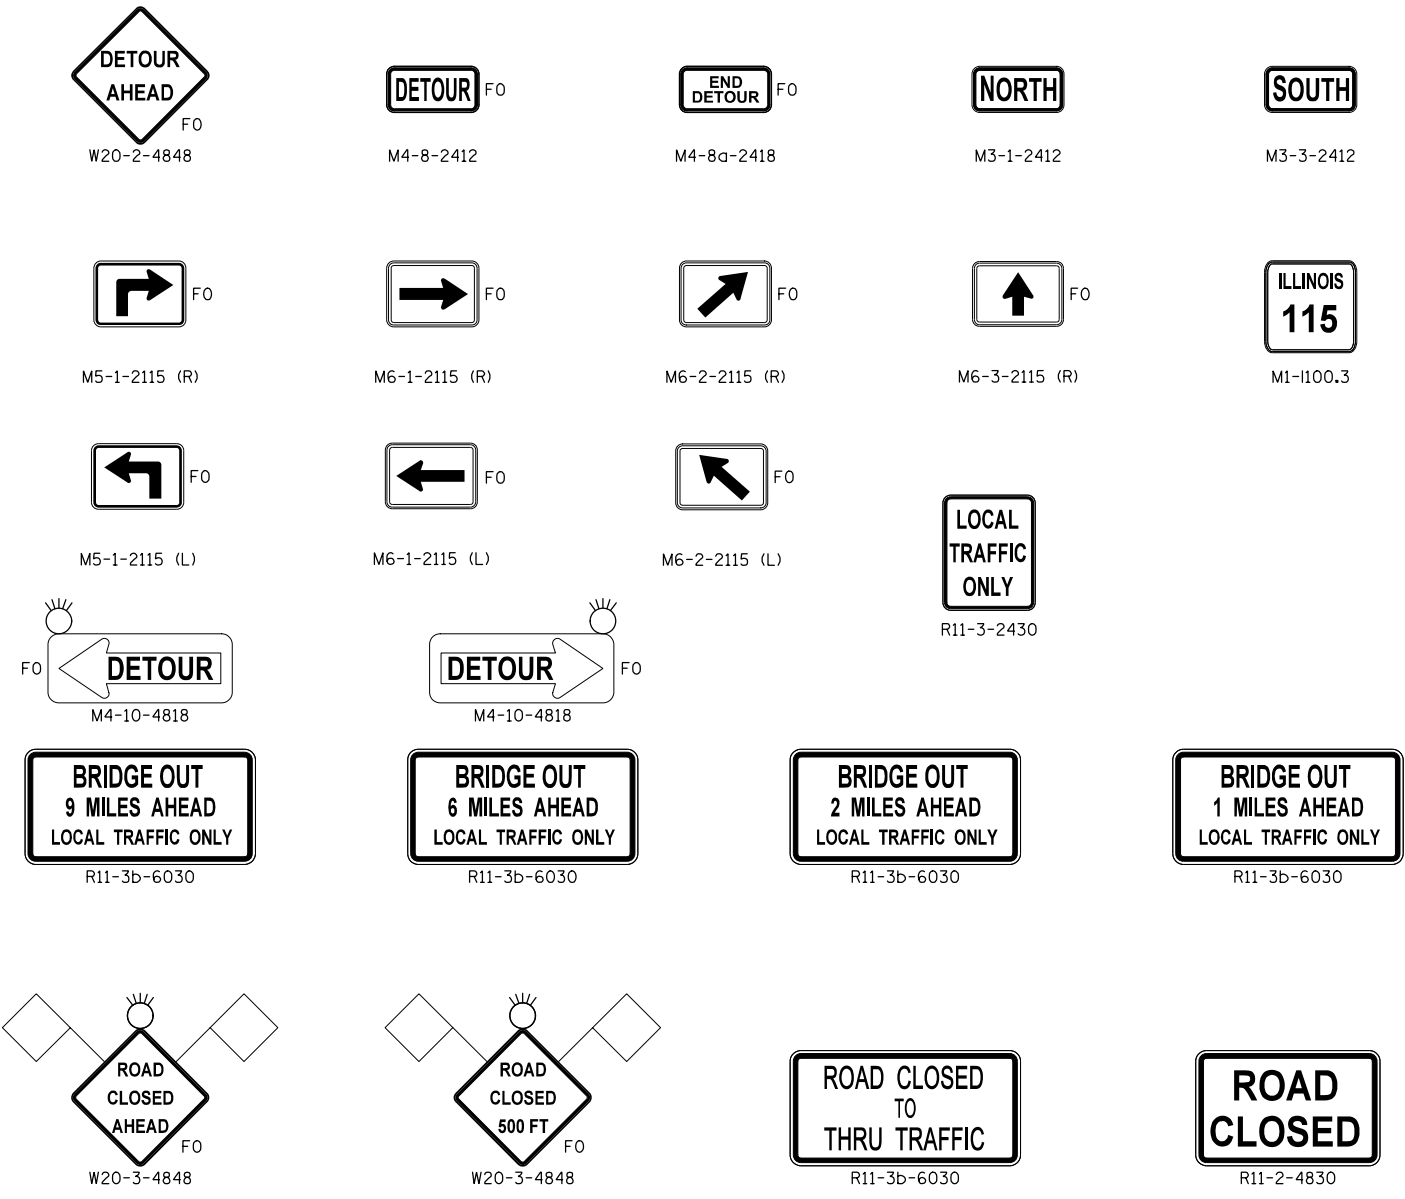 DETOUR
AHEAD
FO
W20-2-4848
DETOUR
FO
M4-8-2412
END
DETOUR
FO
M4-8a-2418
NORTH
M3-1-2412
SOUTH
M3-3-2412
FO
M5-1-2115 (R)
FO
M6-1-2115 (R)
FO
M6-2-2115 (R)
FO
M6-3-2115 (R)
ILLINOIS
115
M1-I100.3
FO
M5-1-2115 (L)
FO
M6-1-2115 (L)
FO
M6-2-2115 (L)
LOCAL
TRAFFIC
ONLY
R11-3-2430
FO
DETOUR
M4-10-4818
DETOUR
FO
M4-10-4818
BRIDGE OUT
9 MILES AHEAD
LOCAL TRAFFIC ONLY
R11-3b-6030
BRIDGE OUT
6 MILES AHEAD
LOCAL TRAFFIC ONLY
R11-3b-6030
BRIDGE OUT
2 MILES AHEAD
LOCAL TRAFFIC ONLY
R11-3b-6030
BRIDGE OUT
1 MILES AHEAD
LOCAL TRAFFIC ONLY
R11-3b-6030
ROAD
CLOSED
AHEAD
FO
W20-3-4848
ROAD
CLOSED
500 FT
FO
W20-3-4848
ROAD CLOSED
TO
THRU TRAFFIC
R11-3b-6030
ROAD
CLOSED
R11-2-4830